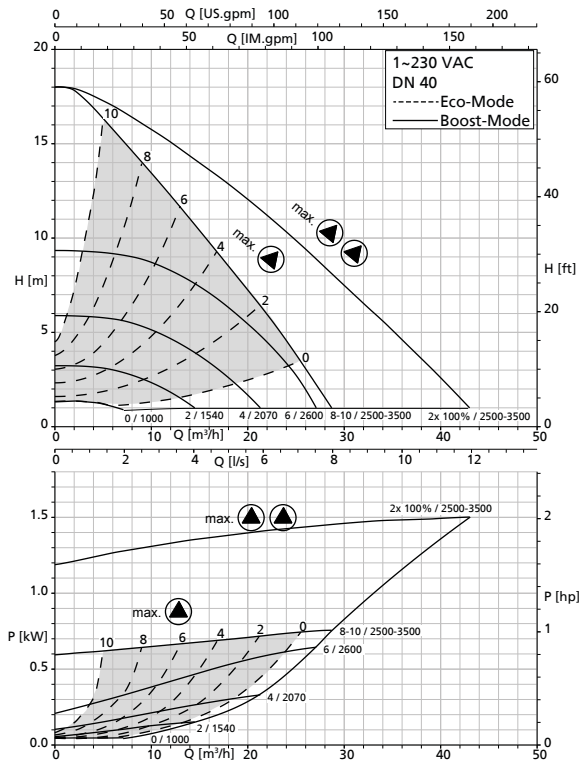 0 50 100 150 200
Q [US.gpm]
0 Q [IM.gpm] 50 100 150
20 15 10 5 0
H [m]
60 40 20 0
H [ft]
1~230 VAC
DN 40
Eco-Mode
Boost-Mode
10 8 6 4 2 0
max.
max.
0 / 1000
2 / 1540
4 / 2070
6 / 2600
8-10 / 2500-3500
2x 100% / 2500-3500
0 10 20 30 40 50
Q [m³/h]
0 2 4 6 8 10 12
Q [l/s]
1.5 1.0 0.5 0.0
P [kW]
2 1 0
P [hp]
max.
2x 100% / 2500-3500
max.
10 8 6 4 2 0
8-10 / 2500-3500
6 / 2600
4 / 2070
2 / 1540
0 / 1000
0 10 20 30 40 50
Q [m³/h]